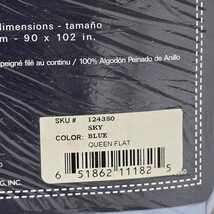 dimensions - tamaño
m - 90 x 102 in.
peigné filé au continu / 100% Algodón Peinado de Anillo
SKU # 124380
SKY
COLOR: BLUE
QUEEN FLAT
6 51862 11182 5
G, INC.